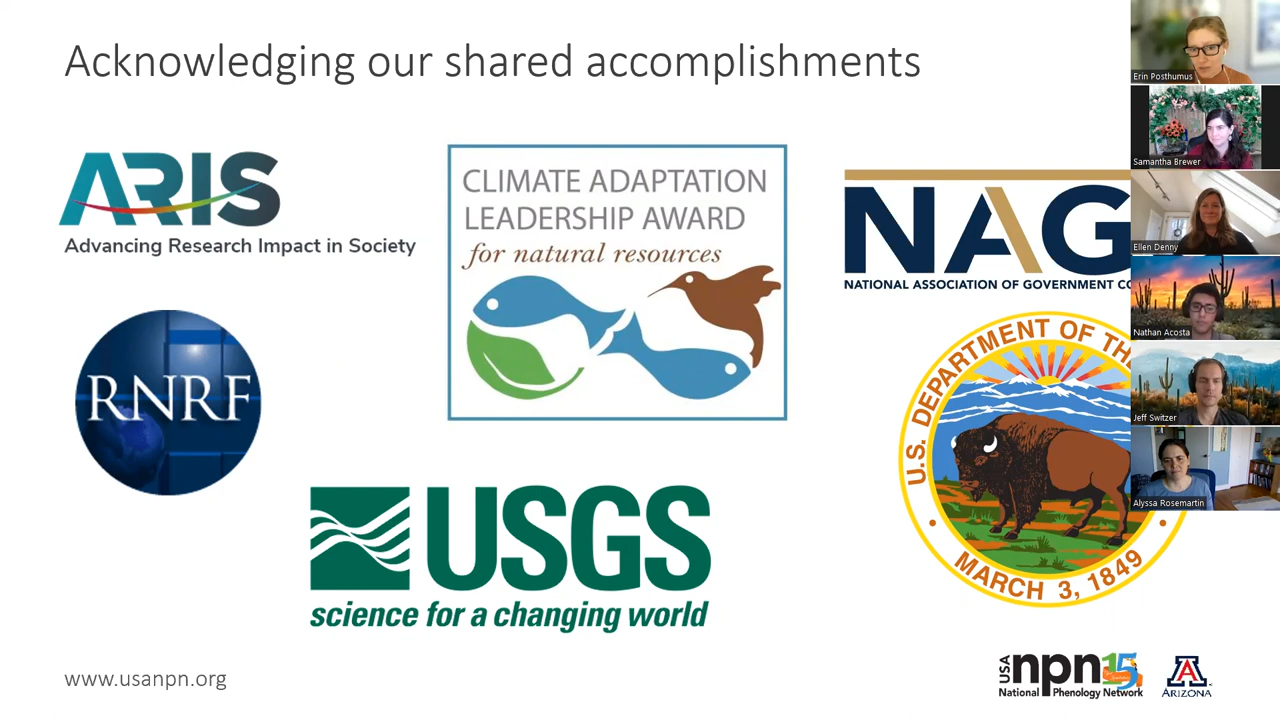 Acknowledging our shared accomplishments
ARIS
Advancing Research Impact in Society
CLIMATE ADAPTATION
LEADERSHIP AWARD
for natural resources
NAG
NATIONAL ASSOCIATION OF GOVERNMENT
RNRF
U.S. DEPARTMENT OF
MARCH 3, 1849
USGS
science for a changing world
www.usanpn.org
USA npn 15
National Phenology Network
A
ARIZONA
Erin Posthumus
Samantha Brewer
Ellen Denny
Nathan Acosta
Jeff Switzer
Alyssa Rosemartin